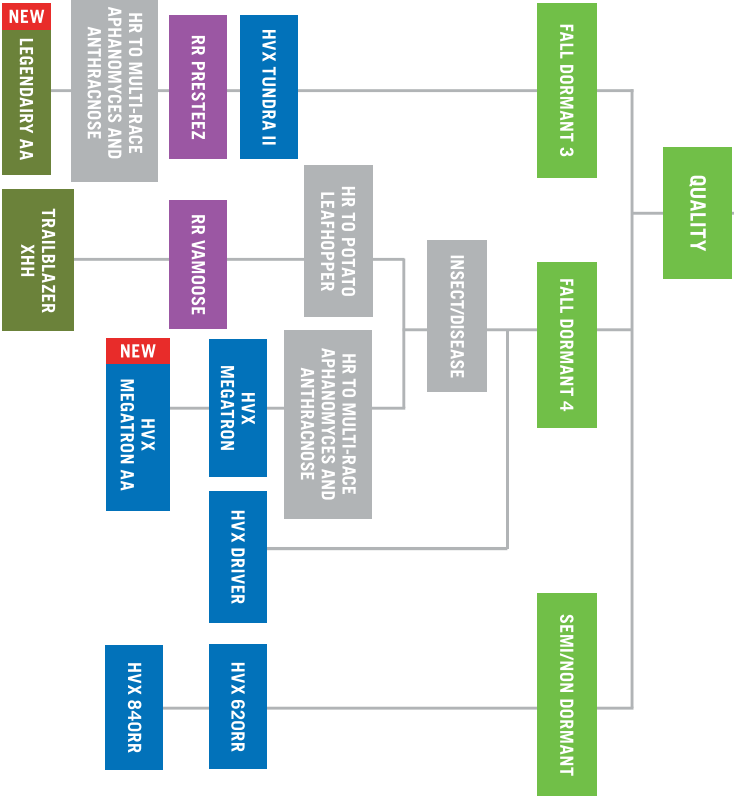 QUALITY
FALL DORMANT 3
FALL DORMANT 4
SEMI/NON DORMANT
HVX TUNDRA II
RR PRESTEEZ
HR TO MULTI-RACE
APHANOMYCES AND
ANTHRACNOSE
NEW
LEGENDAIRY AA
INSECT/DISEASE
HR TO POTATO
LEAFHOPPER
RR VAMOOSE
TRAILBLAZER
XHH
HR TO MULTI-RACE
APHANOMYCES AND
ANTHRACNOSE
HVX
MEGATRON
NEW
HVX
MEGATRON AA
HVX DRIVER
HVX 620RR
HVX 840RR